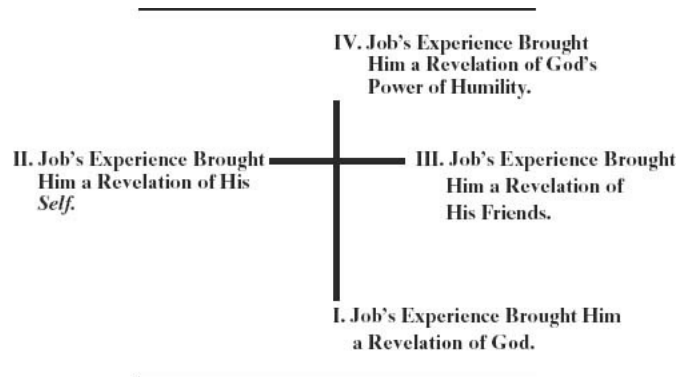 IV. Job's Experience Brought
Him a Revelation of God's
Power of Humility.
II. Job's Experience Brought
Him a Revelation of His
Self.
III. Job's Experience Brought
Him a Revelation of
His Friends.
I. Job's Experience Brought Him
a Revelation of God.